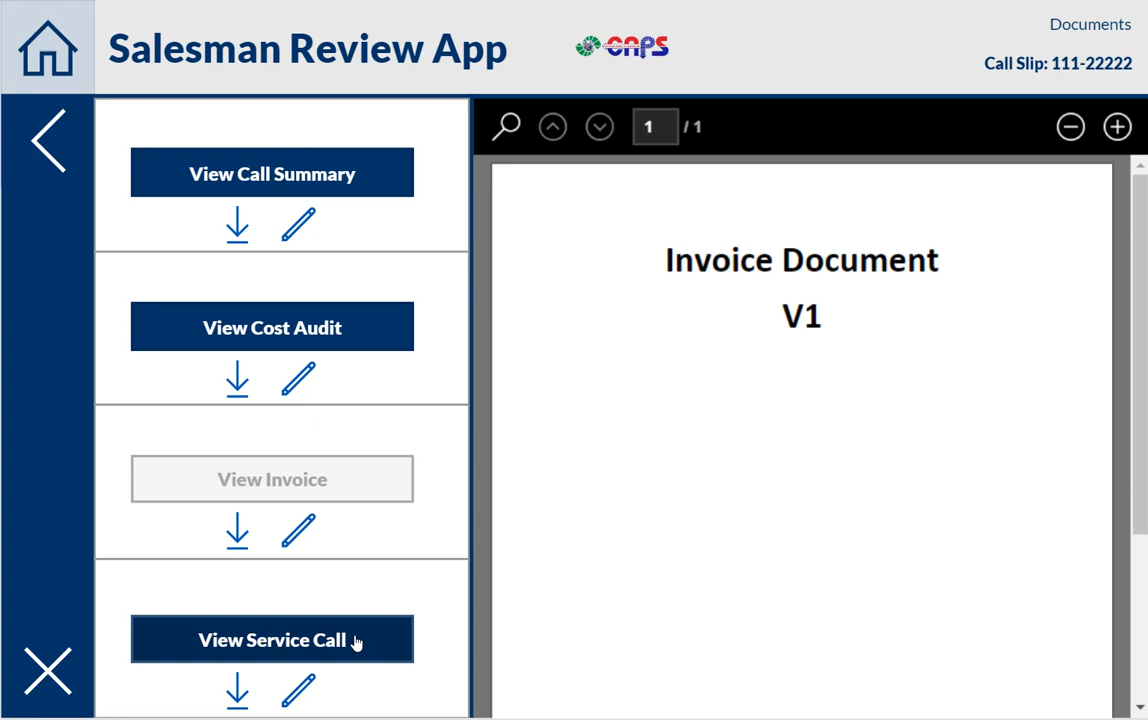 Salesman Review App
OAPS
Documents
Call Slip: 111-22222
View Call Summary
View Cost Audit
View Invoice
View Service Call
1 / 1
Invoice Document
V1